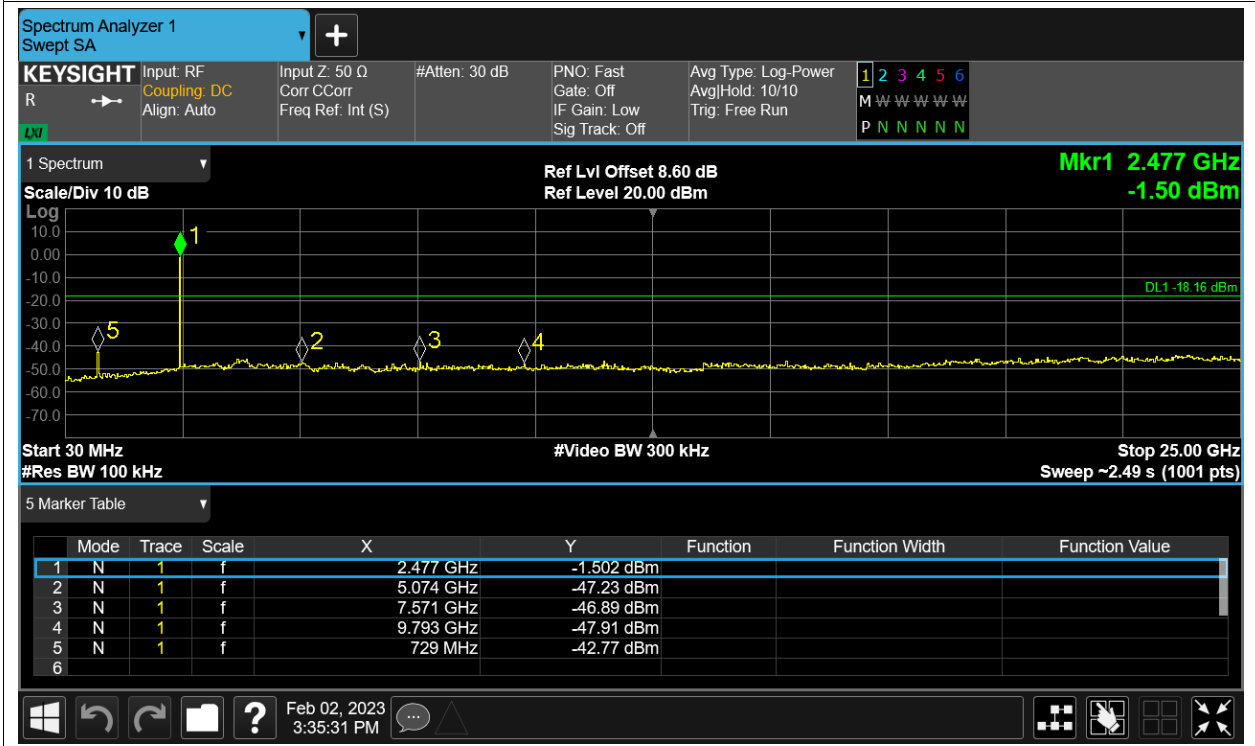 Spectrum Analyzer 1
Swept SA
+
KEYSIGHT
R
LXI
Input: RF
Coupling: DC
Align: Auto
Input Z: 50 Ω
Corr CCorr
Freq Ref: Int (S)
#Atten: 30 dB
PNO: Fast
Gate: Off
IF Gain: Low
Sig Track: Off
Avg Type: Log-Power
Avg|Hold: 10/10
Trig: Free Run
1 2 3 4 5 6
M W W W W W
P N N N N N
1 Spectrum
Scale/Div 10 dB
Ref Lvl Offset 8.60 dB
Ref Level 20.00 dBm
Mkr1 2.477 GHz
-1.50 dBm
Log
10.0
0.00
-10.0
-20.0
-30.0
-40.0
-50.0
-60.0
-70.0
1
5
2
3
4
DL1 -18.16 dBm
Start 30 MHz
#Video BW 300 kHz
Stop 25.00 GHz
#Res BW 100 kHz
Sweep ~2.49 s (1001 pts)
5 Marker Table
Mode Trace Scale X Y Function Function Width Function Value
1 N 1 f 2.477 GHz -1.502 dBm
2 N 1 f 5.074 GHz -47.23 dBm
3 N 1 f 7.571 GHz -46.89 dBm
4 N 1 f 9.793 GHz -47.91 dBm
5 N 1 f 729 MHz -42.77 dBm
6
?
Feb 02, 2023
3:35:31 PM